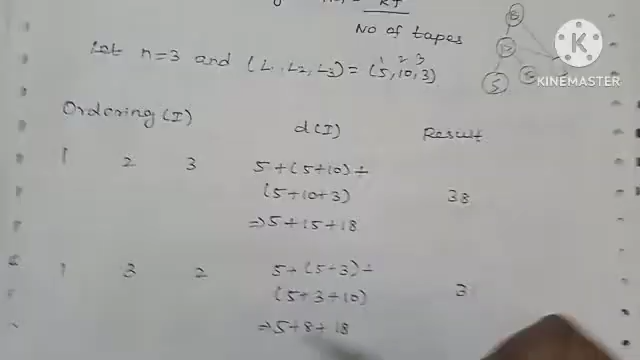 No of tapes
Let n=3 and (L1, L2, L3) = (5, 10, 3)
1 2 3
KINEMASTER
Ordering (I) d(I) Result
1 2 3 5+(5+10)+
(5+10+3) 38
⇒5+15+18
1 3 2 5+(5+3)+
(5+3+10) 3
⇒5+8+18